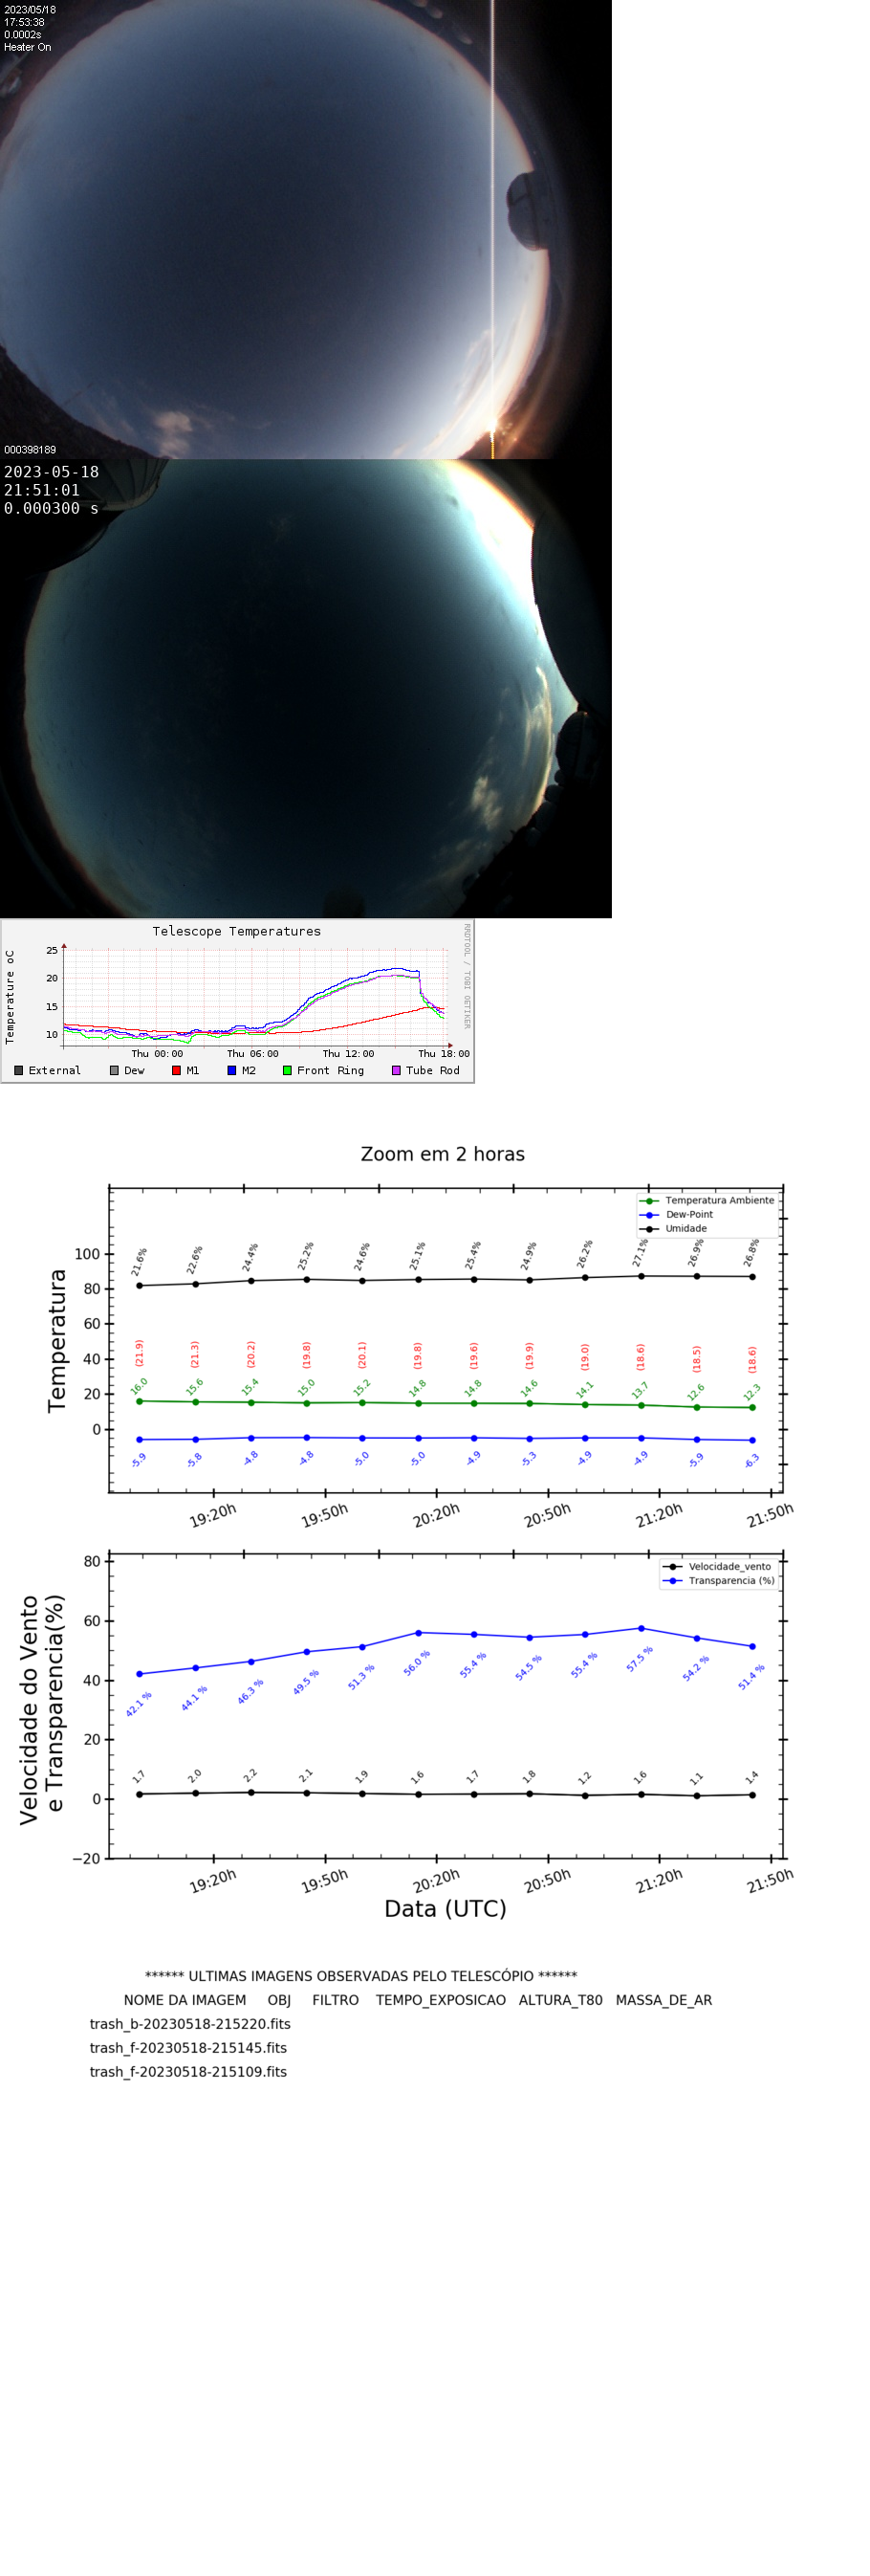 2023/05/18
17:53:38
0.0002s
Heater On
000398189
2023-05-18
21:51:01
0.000300 s
Telescope Temperatures
RRDTOOL / TOBI OETIKER
Temperature oC
25
20
15
10
Thu 00:00 Thu 06:00 Thu 12:00 Thu 18:00
External Dew M1 M2 Front Ring Tube Rod
Zoom em 2 horas
Temperatura Ambiente
Dew-Point
Umidade
Temperatura
100
80
60
40
20
0
21.6% 22.6% 24.4% 25.2% 24.6% 25.1% 25.4% 24.9% 26.2% 27.1% 26.9% 26.8%
(21.9) (21.3) (20.2) (19.8) (20.1) (19.8) (19.6) (19.9) (19.0) (18.6) (18.5) (18.6)
16.0 15.6 15.4 15.0 15.2 14.8 14.8 14.6 14.1 13.7 12.6 12.3
-5.9 -5.8 -4.8 -4.8 -5.0 -5.0 -4.9 -5.3 -4.9 -4.9 -5.9 -6.3
19:20h 19:50h 20:20h 20:50h 21:20h 21:50h
Velocidade_vento
Transparencia (%)
Velocidade do Vento
e Transparencia(%)
80
60
40
20
0
−20
42.1 % 44.1 % 46.3 % 49.5 % 51.3 % 56.0 % 55.4 % 54.5 % 55.4 % 57.5 % 54.2 % 51.4 %
1.7 2.0 2.2 2.1 1.9 1.6 1.7 1.8 1.2 1.6 1.1 1.4
19:20h 19:50h 20:20h 20:50h 21:20h 21:50h
Data (UTC)
****** ULTIMAS IMAGENS OBSERVADAS PELO TELESCÓPIO ******
NOME DA IMAGEM OBJ FILTRO TEMPO_EXPOSICAO ALTURA_T80 MASSA_DE_AR
trash_b-20230518-215220.fits
trash_f-20230518-215145.fits
trash_f-20230518-215109.fits